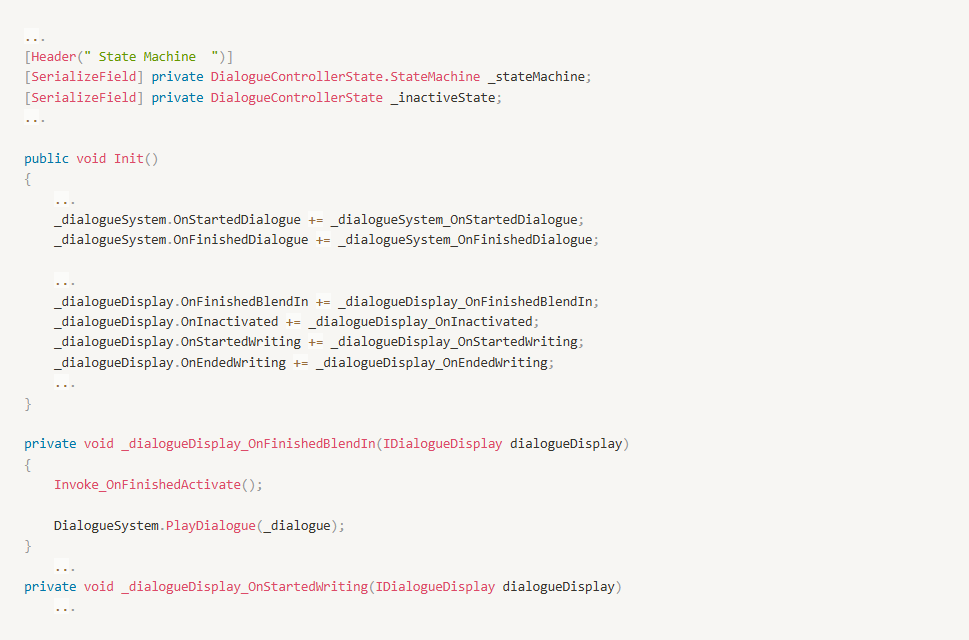 ...
[Header(" State Machine  ")]
[SerializeField] private DialogueControllerState.StateMachine _stateMachine;
[SerializeField] private DialogueControllerState _inactiveState;
...
public void Init()
{
    ...
    _dialogueSystem.OnStartedDialogue += _dialogueSystem_OnStartedDialogue;
    _dialogueSystem.OnFinishedDialogue += _dialogueSystem_OnFinishedDialogue;
    ...
    _dialogueDisplay.OnFinishedBlendIn += _dialogueDisplay_OnFinishedBlendIn;
    _dialogueDisplay.OnInactivated += _dialogueDisplay_OnInactivated;
    _dialogueDisplay.OnStartedWriting += _dialogueDisplay_OnStartedWriting;
    _dialogueDisplay.OnEndedWriting += _dialogueDisplay_OnEndedWriting;
    ...
}
private void _dialogueDisplay_OnFinishedBlendIn(IDialogueDisplay dialogueDisplay)
{
    Invoke_OnFinishedActivate();
    DialogueSystem.PlayDialogue(_dialogue);
}
    ...
private void _dialogueDisplay_OnStartedWriting(IDialogueDisplay dialogueDisplay)
    ...